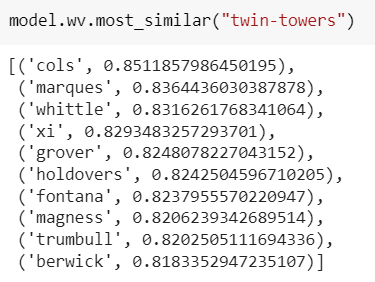 model.wv.most_similar("twin-towers")
[('cols', 0.8511857986450195),
('marques', 0.8364436030387878),
('whittle', 0.8316261768341064),
('xi', 0.8293483257293701),
('grover', 0.8248078227043152),
('holdovers', 0.8242504596710205),
('fontana', 0.8237955570220947),
('magness', 0.8206239342689514),
('trumbull', 0.8202505111694336),
('berwick', 0.8183352947235107)]